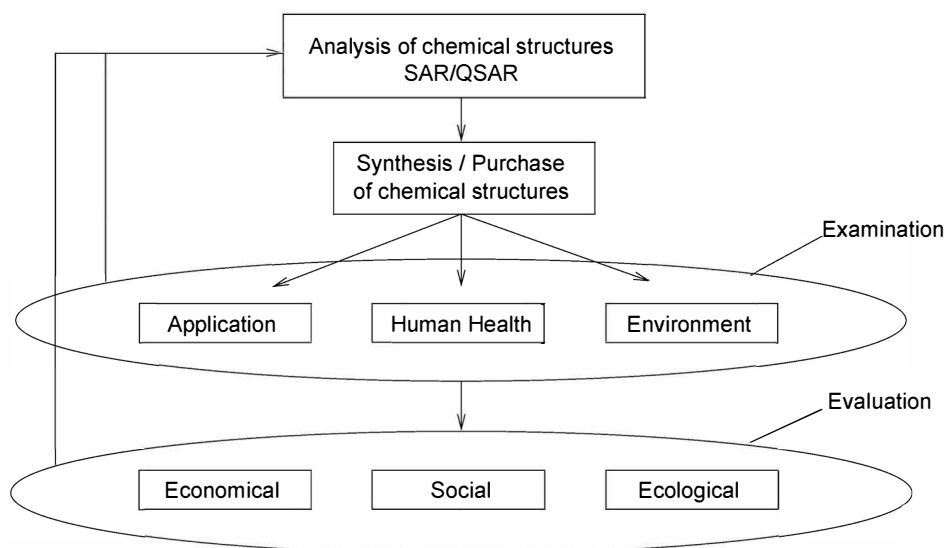 Analysis of chemical structures
SAR/QSAR
Synthesis / Purchase
of chemical structures
Examination
Application
Human Health
Environment
Evaluation
Economical
Social
Ecological